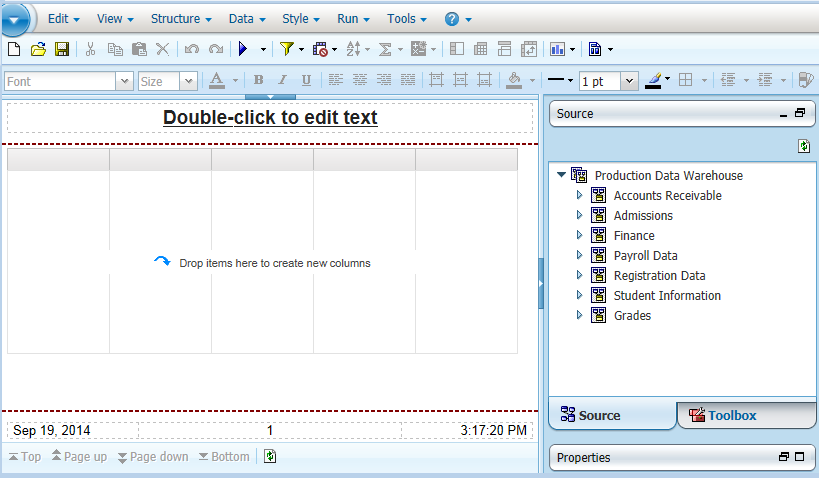 Edit View Structure Data Style Run Tools ?
Font Size B I U 1 pt
Double-click to edit text
Drop items here to create new columns
Sep 19, 2014 1 3:17:20 PM
Top Page up Page down Bottom
Source
Production Data Warehouse
Accounts Receivable
Admissions
Finance
Payroll Data
Registration Data
Student Information
Grades
Source Toolbox
Properties